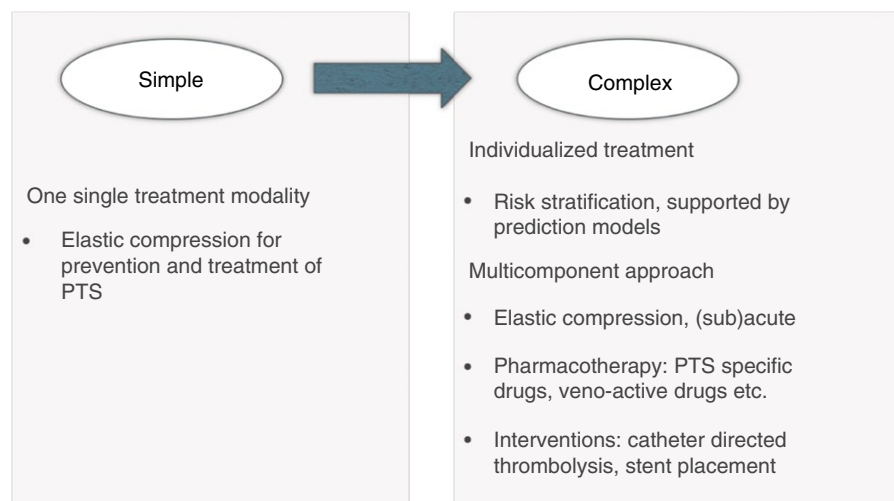 Simple
One single treatment modality
• Elastic compression for
prevention and treatment of
PTS
Complex
Individualized treatment
• Risk stratification, supported by
prediction models
Multicomponent approach
• Elastic compression, (sub)acute
• Pharmacotherapy: PTS specific
drugs, veno-active drugs etc.
• Interventions: catheter directed
thrombolysis, stent placement